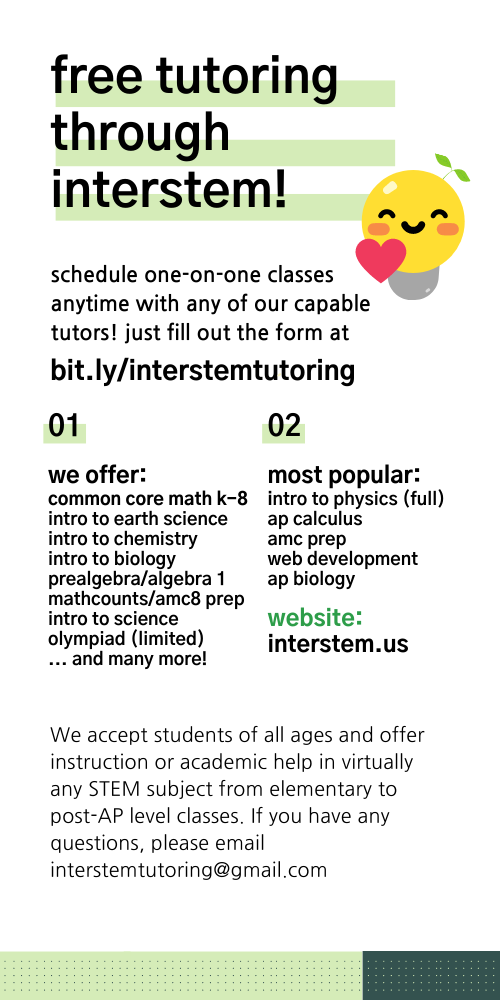 free tutoring
through
interstem!
schedule one-on-one classes
anytime with any of our capable
tutors! just fill out the form at
bit.ly/interstemtutoring
01
we offer:
common core math k-8
intro to earth science
intro to chemistry
intro to biology
prealgebra/algebra 1
mathcounts/amc8 prep
intro to science
olympiad (limited)
... and many more!
02
most popular:
intro to physics (full)
ap calculus
amc prep
web development
ap biology
website:
interstem.us
We accept students of all ages and offer
instruction or academic help in virtually
any STEM subject from elementary to
post-AP level classes. If you have any
questions, please email
interstemtutoring@gmail.com